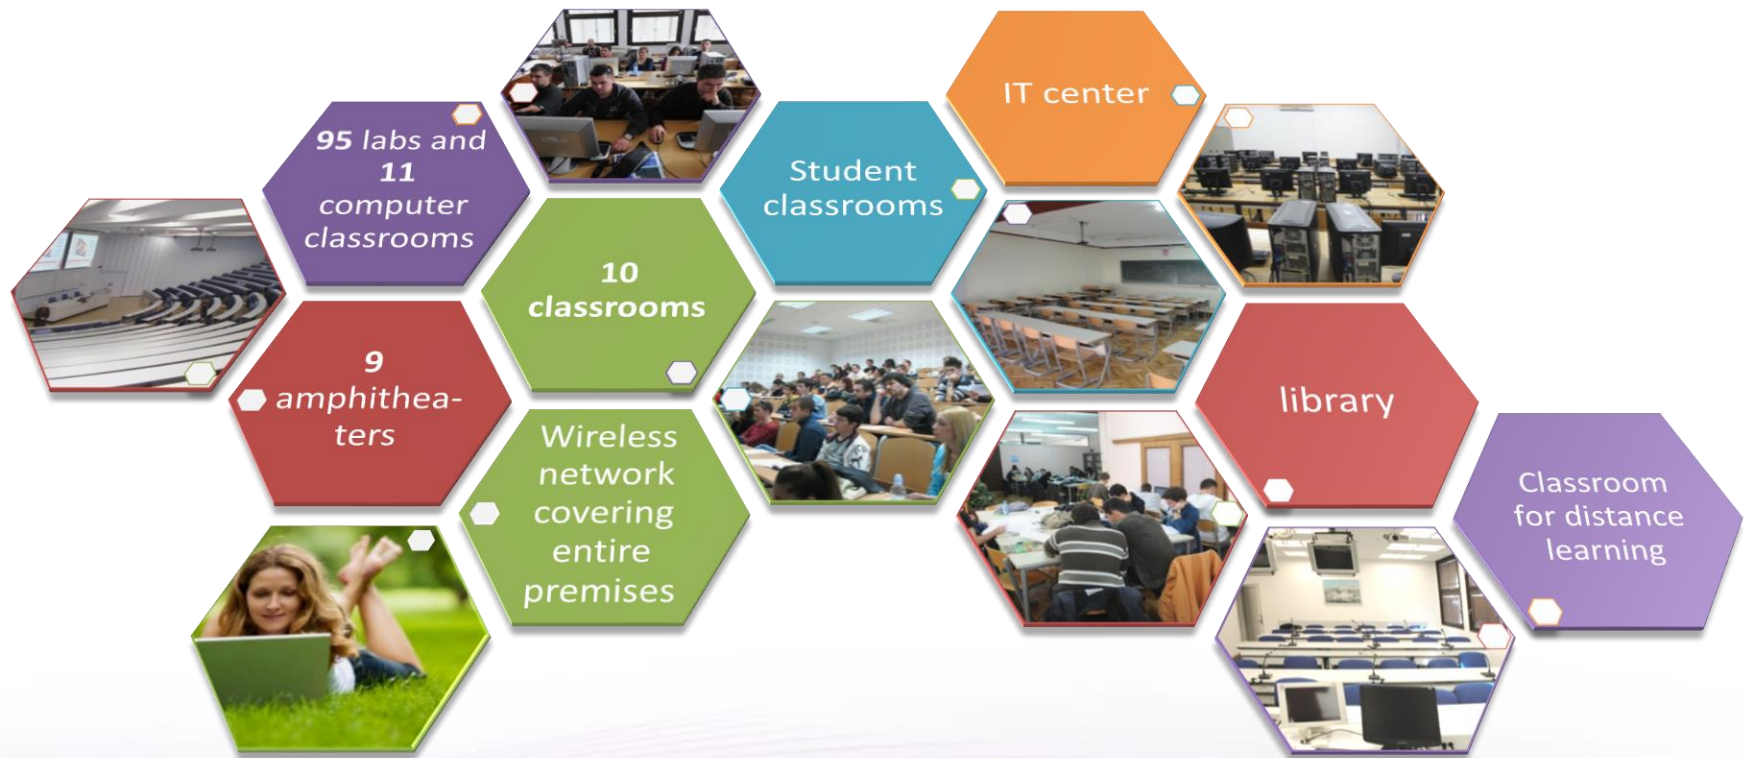 95 labs and
11
computer
classrooms
9
amphithea-
ters
10
classrooms
Wireless
network
covering
entire
premises
Student
classrooms
IT center
library
Classroom
for distance
learning